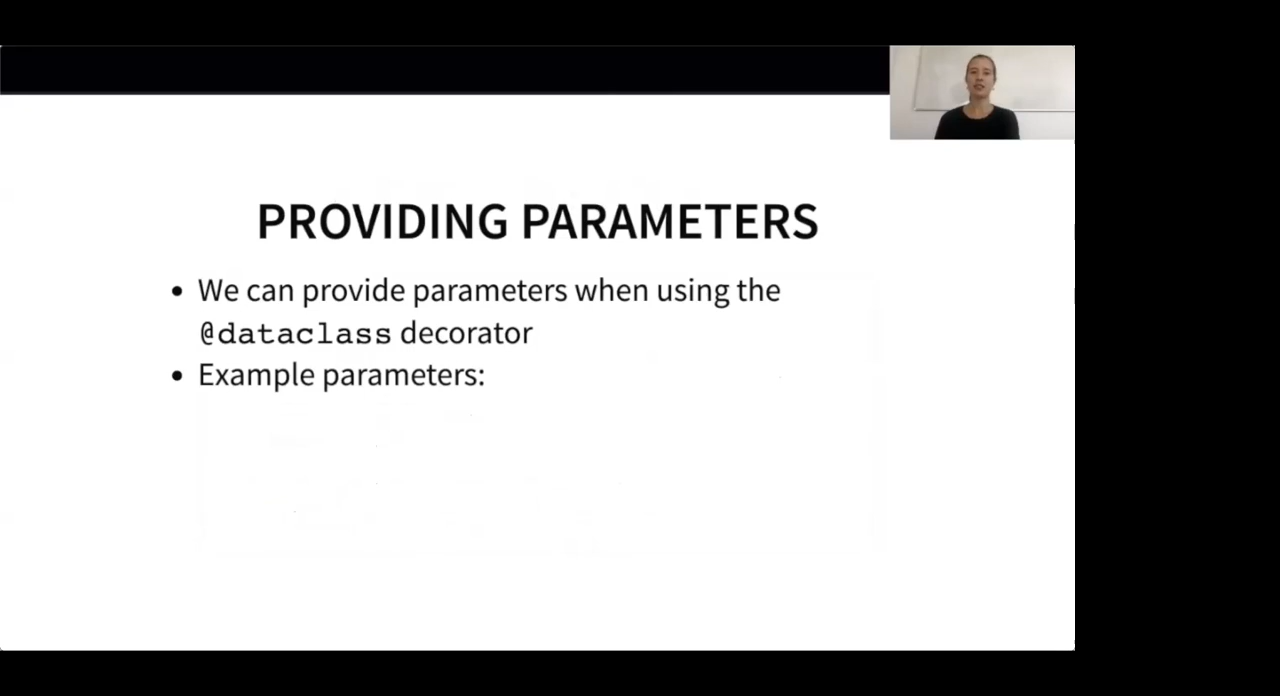 PROVIDING PARAMETERS
• We can provide parameters when using the
@dataclass decorator
• Example parameters: